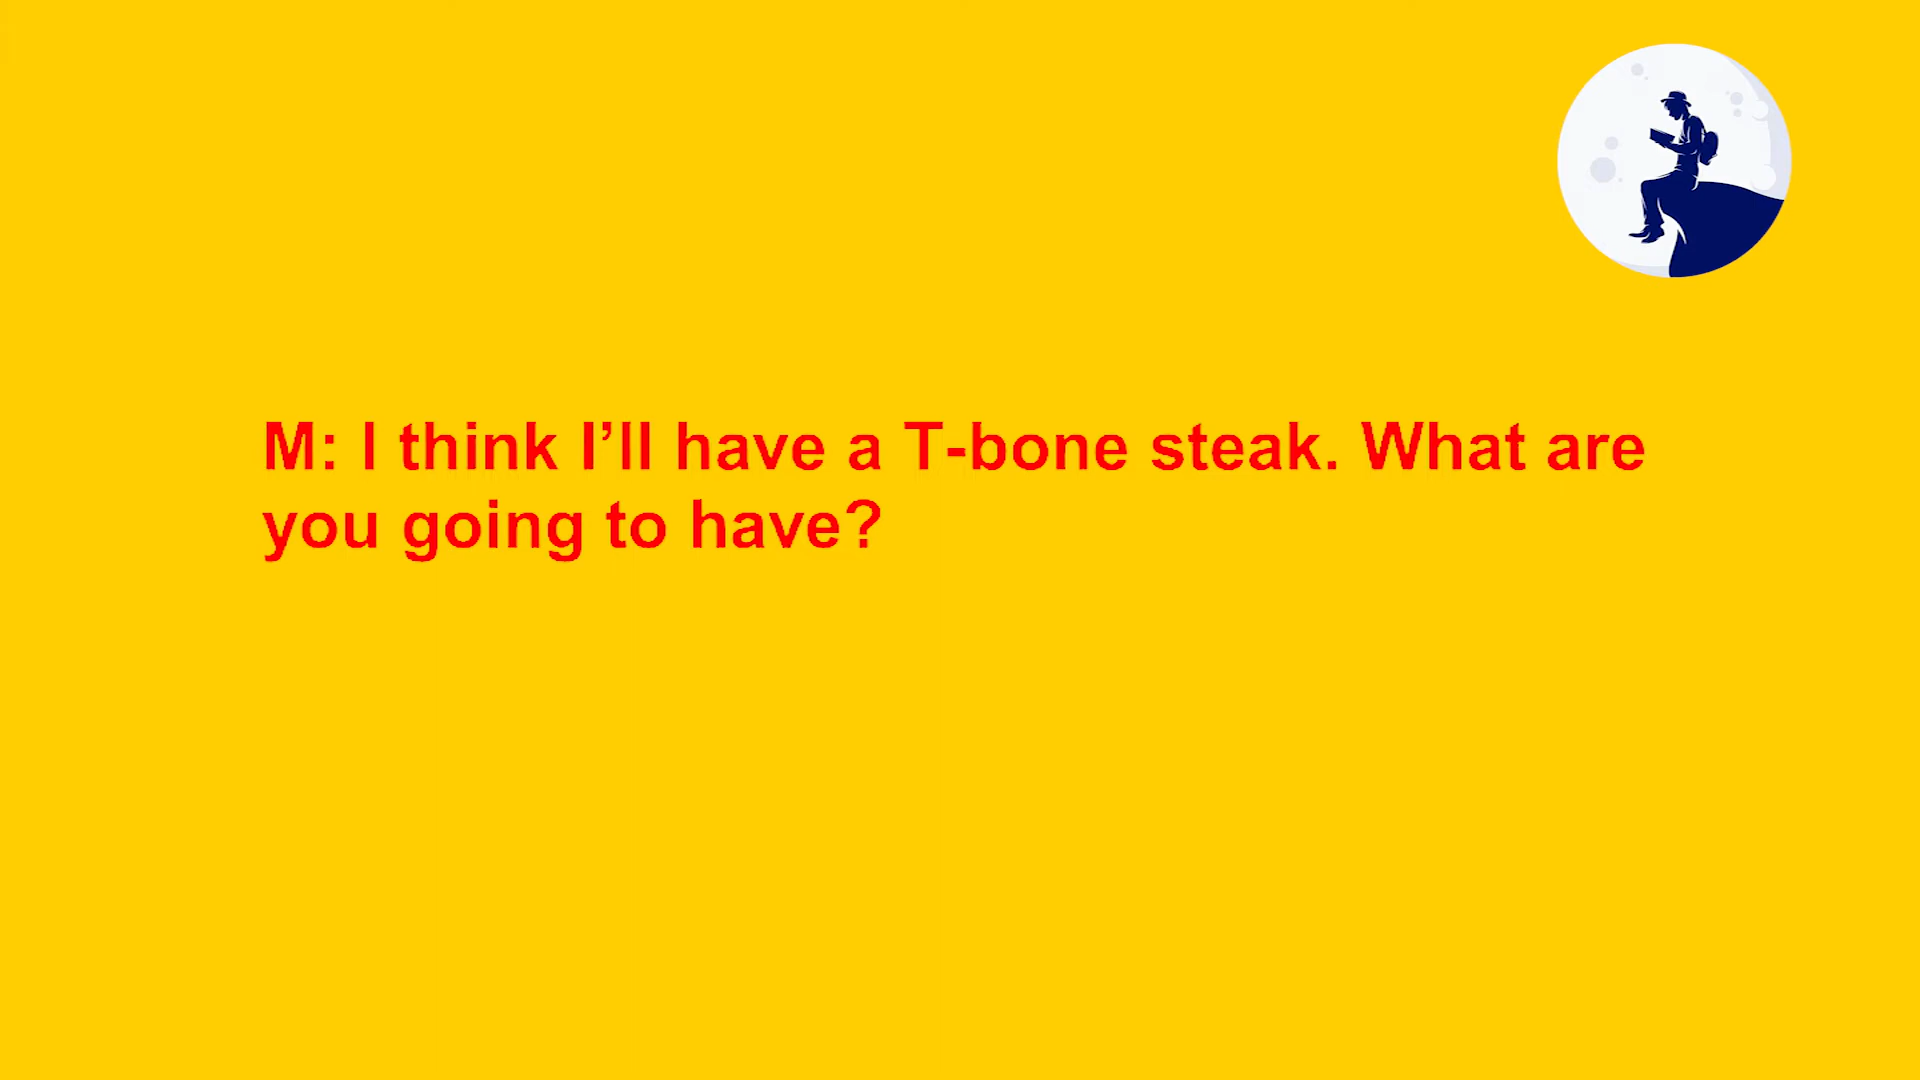 M: I think I’ll have a T-bone steak. What are
you going to have?